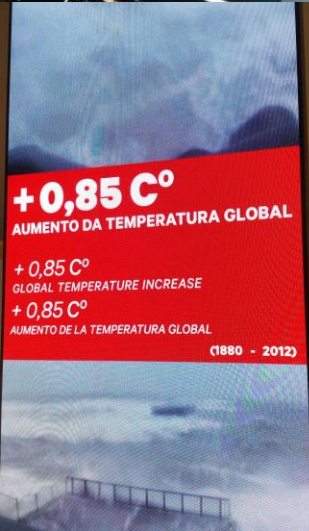 + 0,85 Cº
AUMENTO DA TEMPERATURA GLOBAL
+ 0,85 Cº
GLOBAL TEMPERATURE INCREASE
+ 0,85 Cº
AUMENTO DE LA TEMPERATURA GLOBAL
(1880 - 2012)